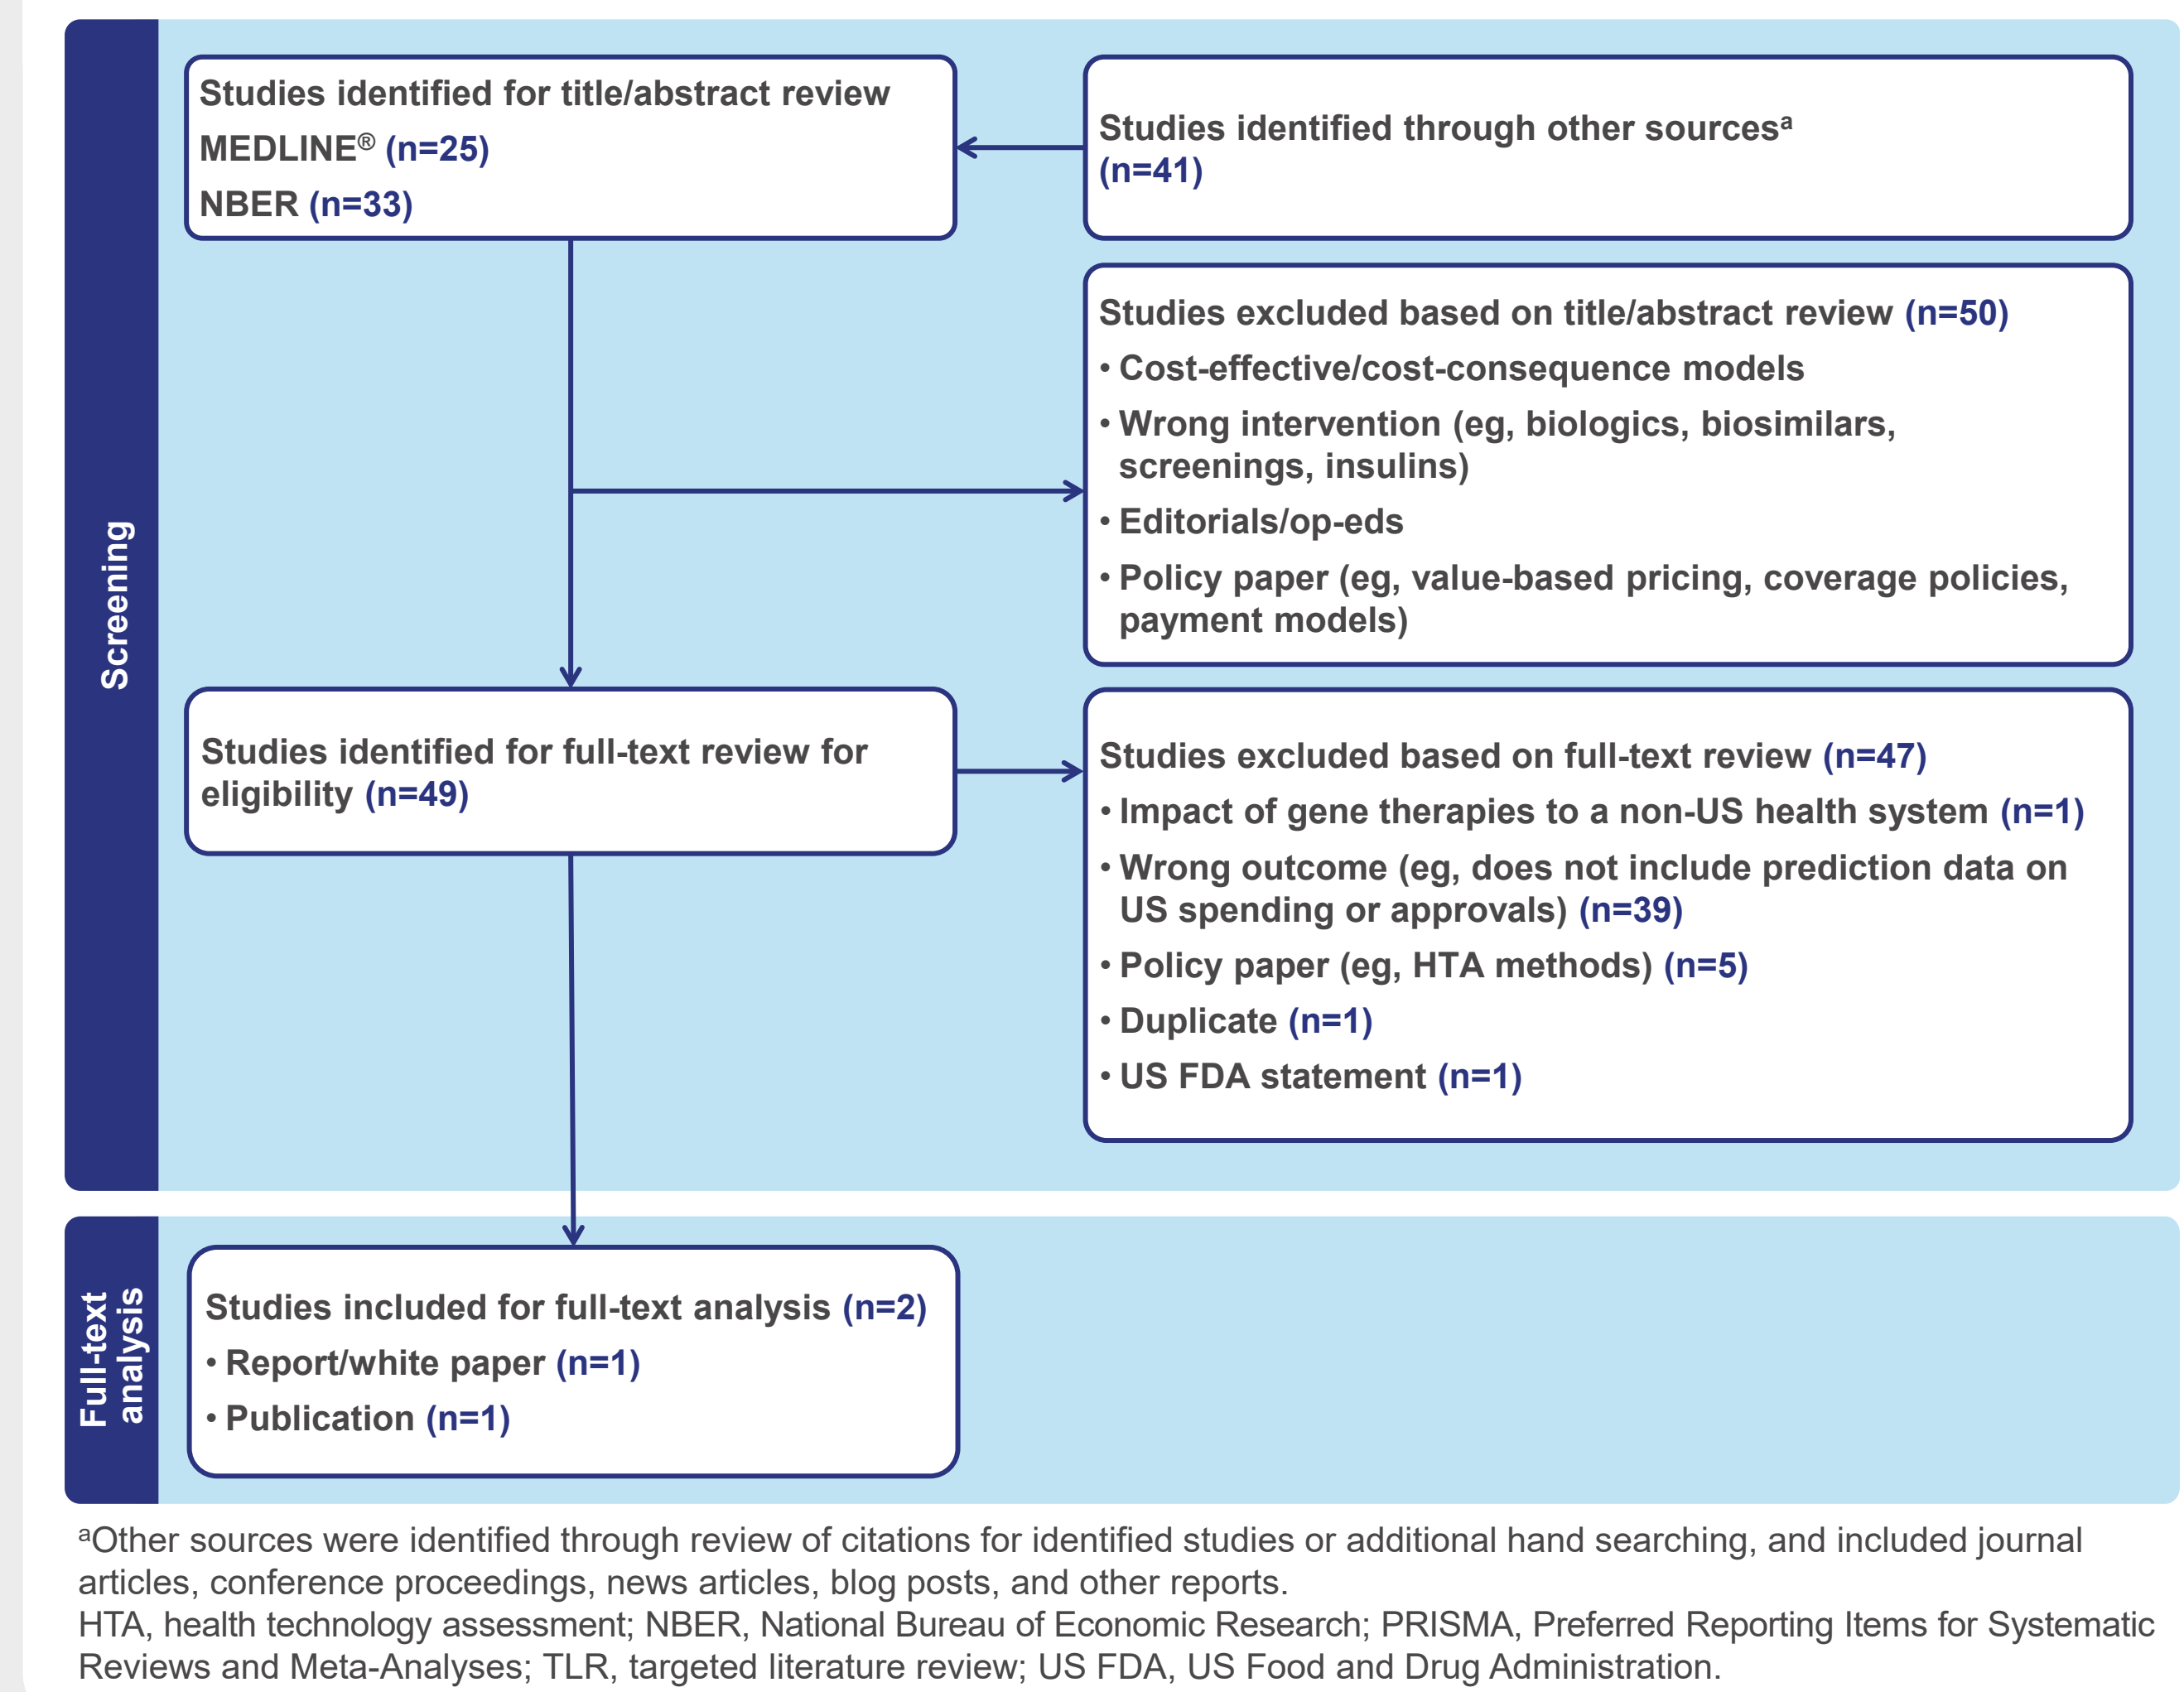 Screening
Studies identified for title/abstract review
MEDLINE® (n=25)
NBER (n=33)
Studies identified through other sourcesᵃ
(n=41)
Studies excluded based on title/abstract review (n=50)
• Cost-effective/cost-consequence models
• Wrong intervention (eg, biologics, biosimilars,
screenings, insulins)
• Editorials/op-eds
• Policy paper (eg, value-based pricing, coverage policies,
payment models)
Studies identified for full-text review for
eligibility (n=49)
Studies excluded based on full-text review (n=47)
• Impact of gene therapies to a non-US health system (n=1)
• Wrong outcome (eg, does not include prediction data on
US spending or approvals) (n=39)
• Policy paper (eg, HTA methods) (n=5)
• Duplicate (n=1)
• US FDA statement (n=1)
Full-text
analysis
Studies included for full-text analysis (n=2)
• Report/white paper (n=1)
• Publication (n=1)
ᵃOther sources were identified through review of citations for identified studies or additional hand searching, and included journal
articles, conference proceedings, news articles, blog posts, and other reports.
HTA, health technology assessment; NBER, National Bureau of Economic Research; PRISMA, Preferred Reporting Items for Systematic
Reviews and Meta-Analyses; TLR, targeted literature review; US FDA, US Food and Drug Administration.